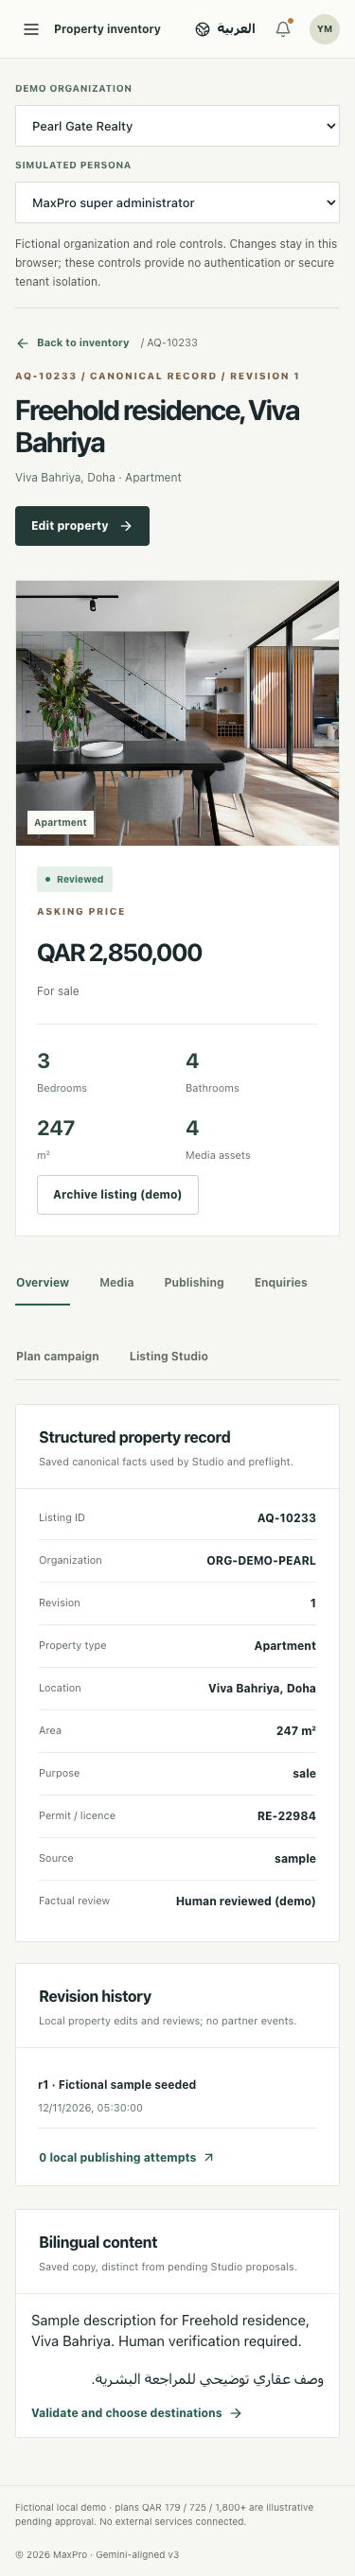 Property inventory
العربية
YM
DEMO ORGANIZATION
Pearl Gate Realty
SIMULATED PERSONA
MaxPro super administrator
Fictional organization and role controls. Changes stay in this
browser; these controls provide no authentication or secure
tenant isolation.
Back to inventory / AQ-10233
AQ-10233 / CANONICAL RECORD / REVISION 1
Freehold residence, Viva
Bahriya
Viva Bahriya, Doha · Apartment
Edit property
Apartment
Reviewed
ASKING PRICE
QAR 2,850,000
For sale
3 4
Bedrooms Bathrooms
247 4
m² Media assets
Archive listing (demo)
Overview Media Publishing Enquiries
Plan campaign Listing Studio
Structured property record
Saved canonical facts used by Studio and preflight.
Listing ID AQ-10233
Organization ORG-DEMO-PEARL
Revision 1
Property type Apartment
Location Viva Bahriya, Doha
Area 247 m²
Purpose sale
Permit / licence RE-22984
Source sample
Factual review Human reviewed (demo)
Revision history
Local property edits and reviews; no partner events.
r1 · Fictional sample seeded
12/11/2026, 05:30:00
0 local publishing attempts
Bilingual content
Saved copy, distinct from pending Studio proposals.
Sample description for Freehold residence,
Viva Bahriya. Human verification required.
وصف عقاري توضيحي للمراجعة البشرية.
Validate and choose destinations
Fictional local demo · plans QAR 179 / 725 / 1,800+ are illustrative
pending approval. No external services connected.
© 2026 MaxPro · Gemini-aligned v3